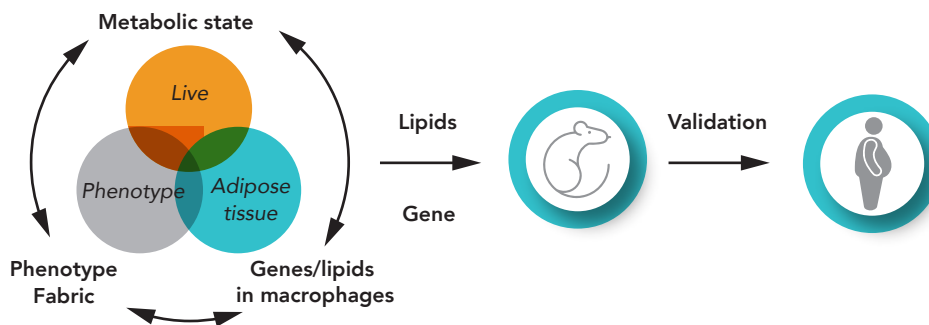 Metabolic state
Live
Phenotype
Adipose
tissue
Phenotype
Fabric
Genes/lipids
in macrophages
Lipids
Gene
Validation